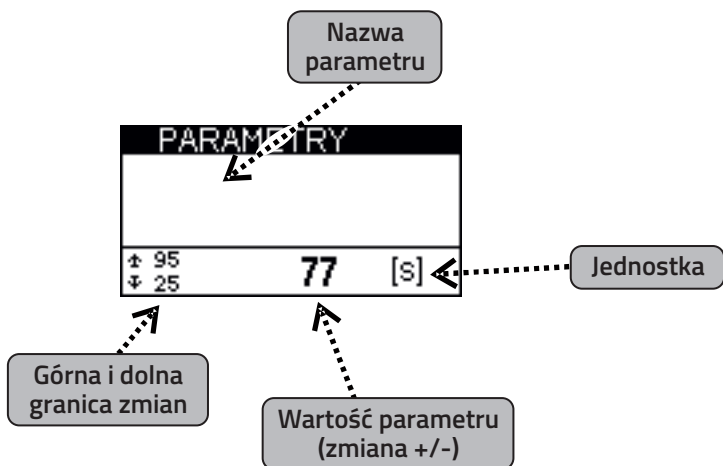 Nazwa
parametru
PARAMETRY
95
25
77
[s]
Jednostka
Górna i dolna
granica zmian
Wartość parametru
(zmiana +/-)